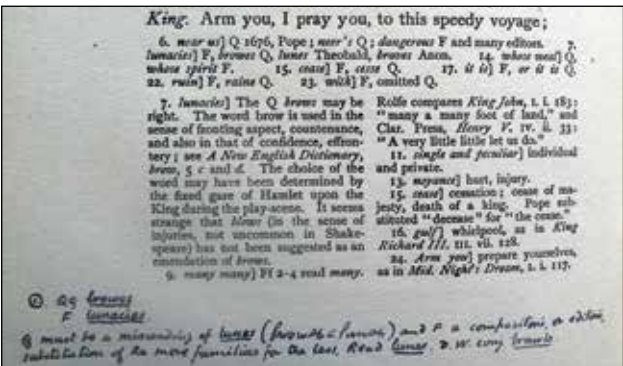 King. Arm you, I pray you, to this speedy voyage;
6. near us] Q 1676, Pope; neer's Q; dangerous F and many editors. 7.
lunacies] F, browes Q, lunes Theobald, braves Anon. 14. whose weal] Q,
whose spirit F. 15. cease] F, cesse Q. 17. it is] F, or it is Q.
22. ruin] F, raine Q. 23. with] F, omitted Q.
7. lunacies] The Q brows may be
right. The word brow is used in the
sense of fronting aspect, countenance,
and also in that of confidence, effron-
tery; see A New English Dictionary,
brow, 5 c and d. The choice of the
word may have been determined by
the fixed gaze of Hamlet upon the
King during the play-scene. It seems
strange that blows (in the sense of
injuries, not uncommon in Shake-
speare) has not been suggested as an
emendation of brows.
9. many many] Ff 2-4 read many.
Rolfe compares King John, I. i. 183:
"many a many foot of land," and
Clar. Press, Henry V. IV. ii. 33:
"A very little little let us do."
11. single and peculiar] individual
and private.
13. noyance] hurt, injury.
15. cease] cessation; cease of ma-
jesty, death of a king. Pope sub-
stituted "decease" for "the cease."
16. gulf] whirlpool, as in King
Richard III. III. vii. 128.
24. Arm you] prepare yourselves,
as in Mid. Night's Dream, I. i. 117.
Qq browes
F lunacies
Q must be a misreading of lunes (browes < lunes) and F a compositor's or editor's
substitution of the more familiar for the less. Read lunes. D.W. conj brawls